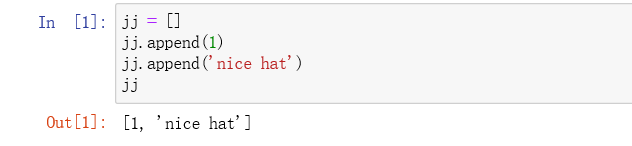 In [1]: jj = []
jj.append(1)
jj.append('nice hat')
jj
Out[1]: [1, 'nice hat']